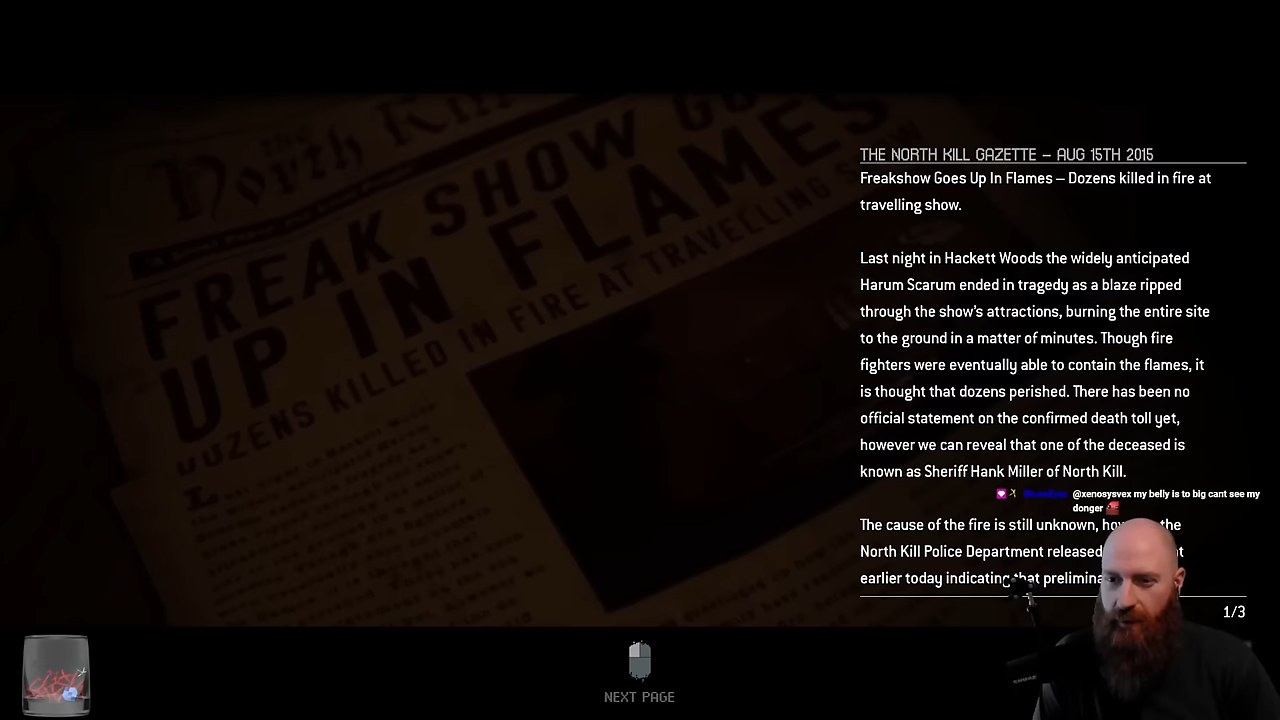 the
North Kill
FREAK SHOW GO
UP IN FLAMES
DOZENS KILLED IN FIRE AT TRAVELLING SHOW
THE NORTH KILL GAZETTE – AUG 15TH 2015
Freakshow Goes Up In Flames – Dozens killed in fire at
travelling show.
Last night in Hackett Woods the widely anticipated
Harum Scarum ended in tragedy as a blaze ripped
through the show's attractions, burning the entire site
to the ground in a matter of minutes. Though fire
fighters were eventually able to contain the flames, it
is thought that dozens perished. There has been no
official statement on the confirmed death toll yet,
however we can reveal that one of the deceased is
known as Sheriff Hank Miller of North Kill.
@xenosysvex my belly is to big cant see my
donger
The cause of the fire is still unknown, the
North Kill Police Department released
earlier today indicating that
1/3
NEXT PAGE